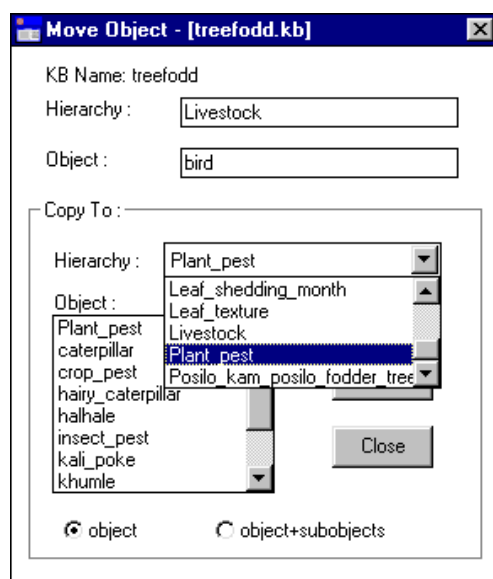 Move Object - [treefodd.kb]
KB Name: treefodd
Hierarchy : Livestock
Object : bird
Copy To :
Hierarchy : Plant_pest
Leaf_shedding_month
Leaf_texture
Livestock
Plant_pest
Posilo_kam_posilo_fodder_tree
Object :
Plant_pest
caterpillar
crop_pest
hairy_caterpillar
halhale
insect_pest
kali_poke
khumle
Close
object object+subobjects